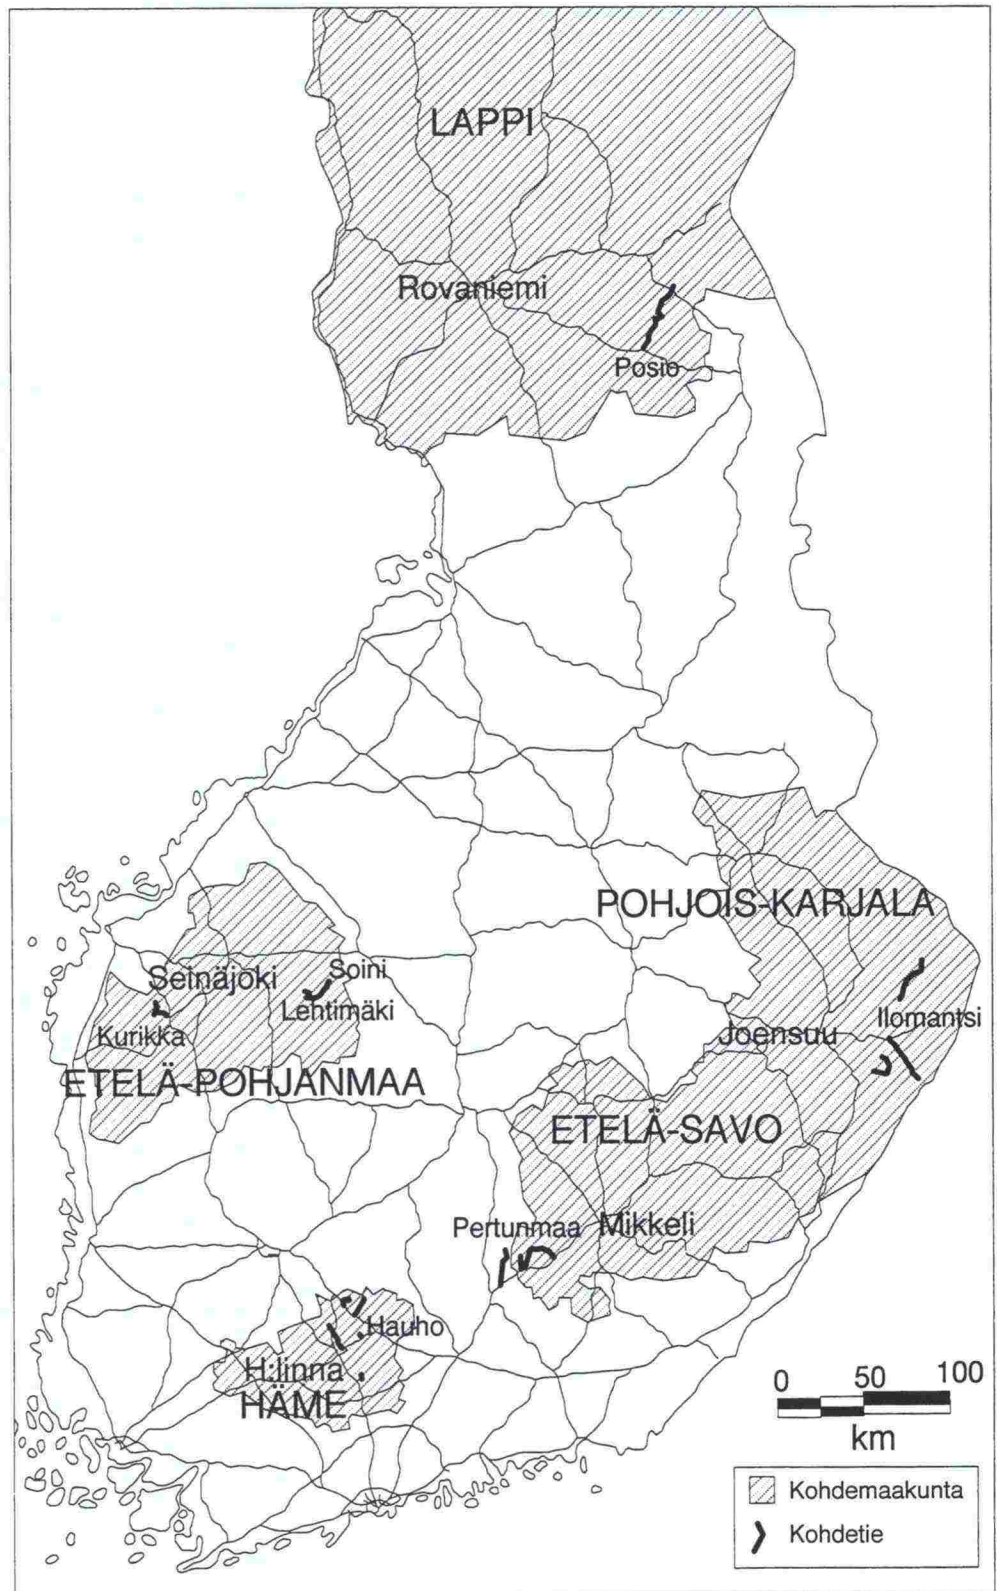 LAPPI
Rovaniemi
Posio
POHJOIS-KARJALA
Seinäjoki
Soini
Lehtimäki
Kurikka
Ilomantsi
Joensuu
ETELÄ-POHJANMAA
ETELÄ-SAVO
Pertunmaa
Mikkeli
Hauho
H:linna
HÄME
0 50 100
km
Kohdemaakunta
Kohdetie